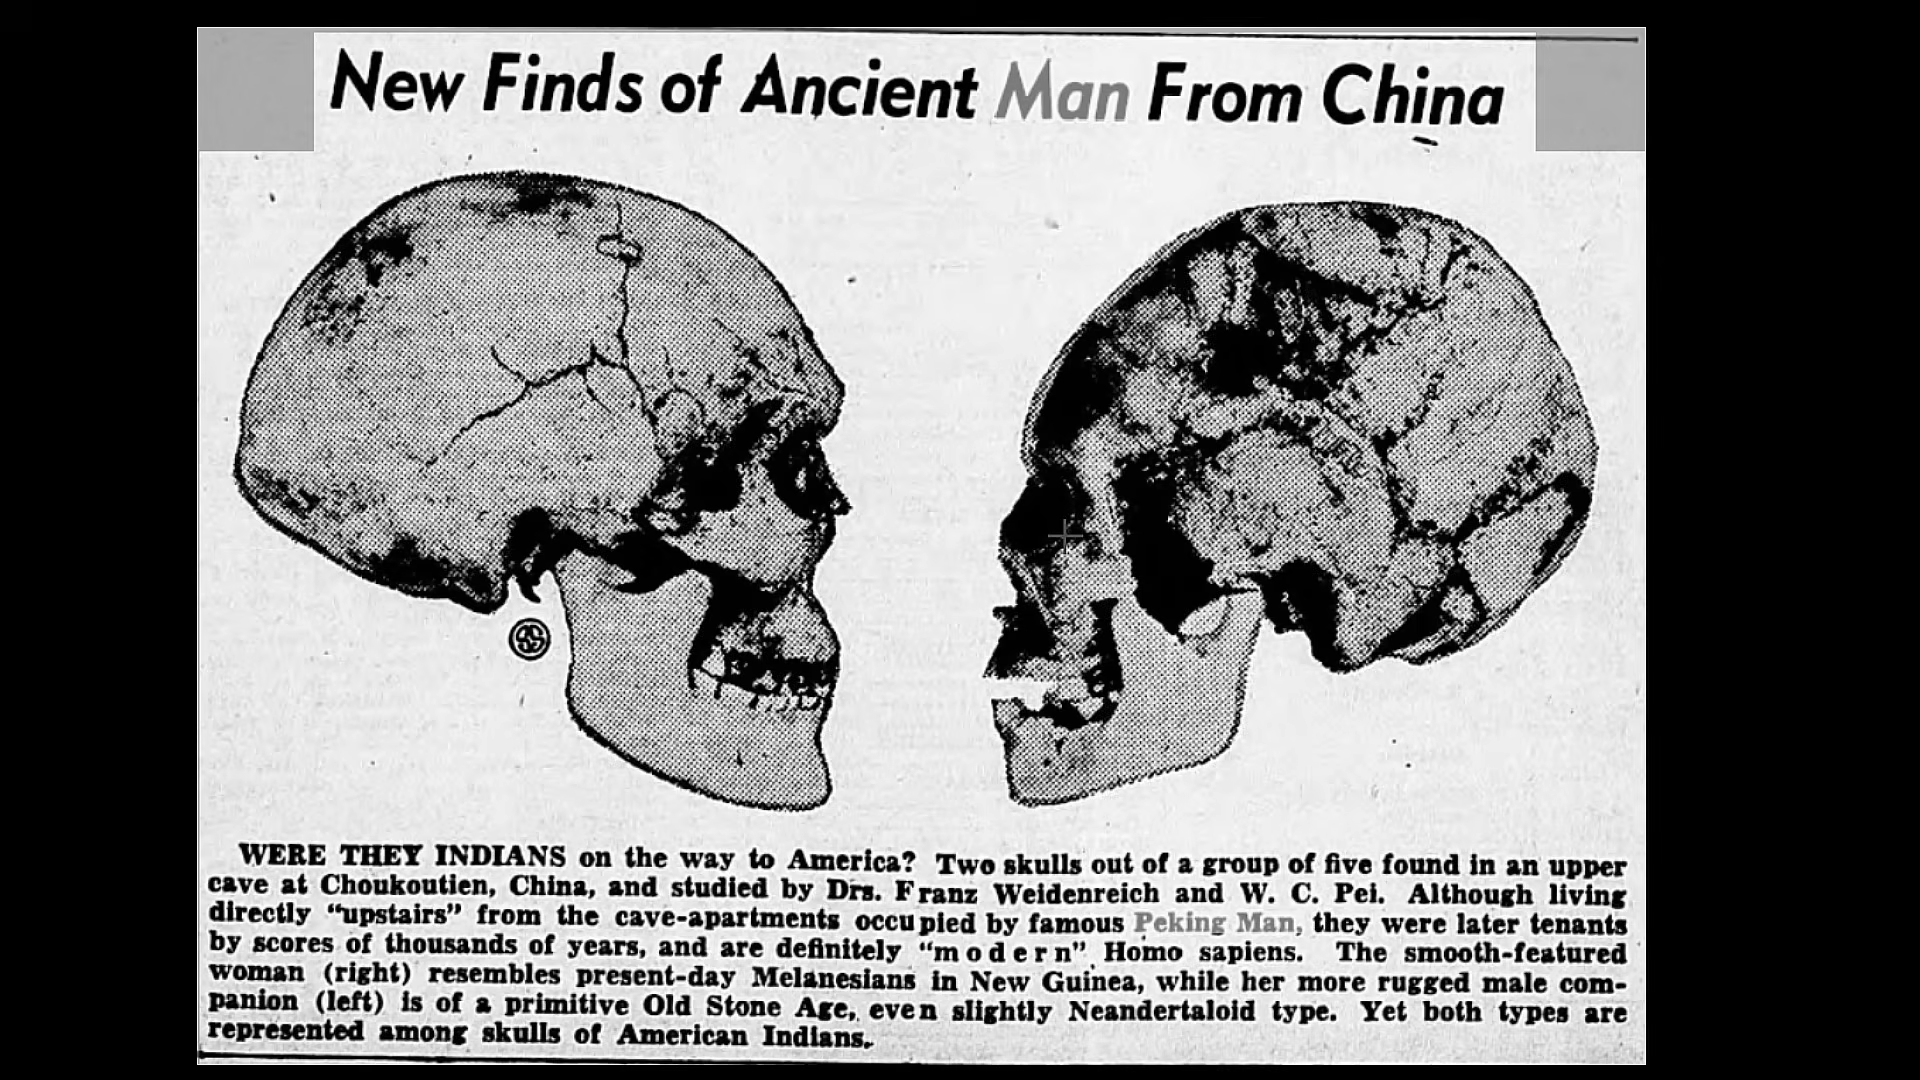 New Finds of Ancient Man From China
SS
WERE THEY INDIANS on the way to America? Two skulls out of a group of five found in an upper
cave at Choukoutien, China, and studied by Drs. Franz Weidenreich and W. C. Pei. Although living
directly "upstairs" from the cave-apartments occupied by famous Peking Man, they were later tenants
by scores of thousands of years, and are definitely "modern" Homo sapiens. The smooth-featured
woman (right) resembles present-day Melanesians in New Guinea, while her more rugged male com-
panion (left) is of a primitive Old Stone Age, even slightly Neandertaloid type. Yet both types are
represented among skulls of American Indians.